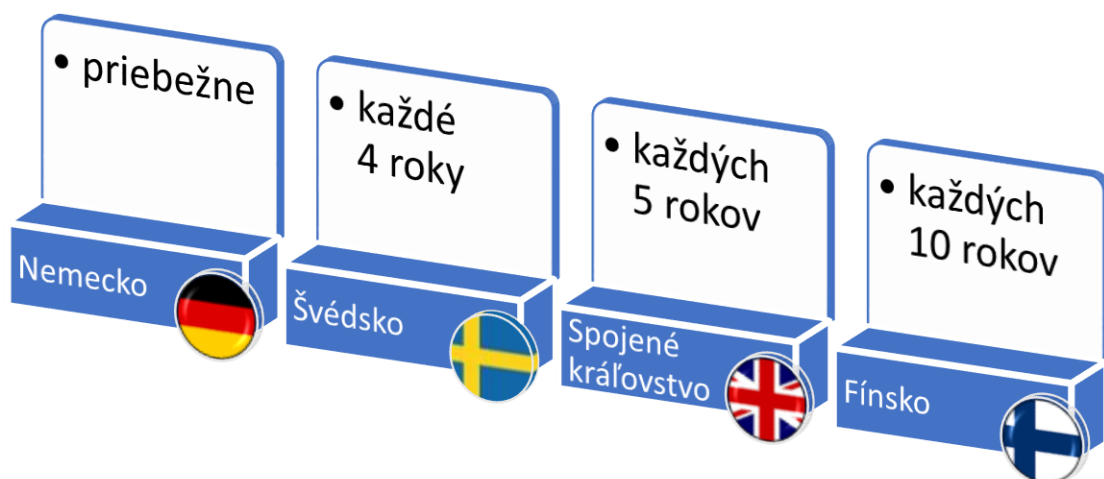 • priebežne
Nemecko
• každé
4 roky
Švédsko
• každých
5 rokov
Spojené
kráľovstvo
• každých
10 rokov
Fínsko